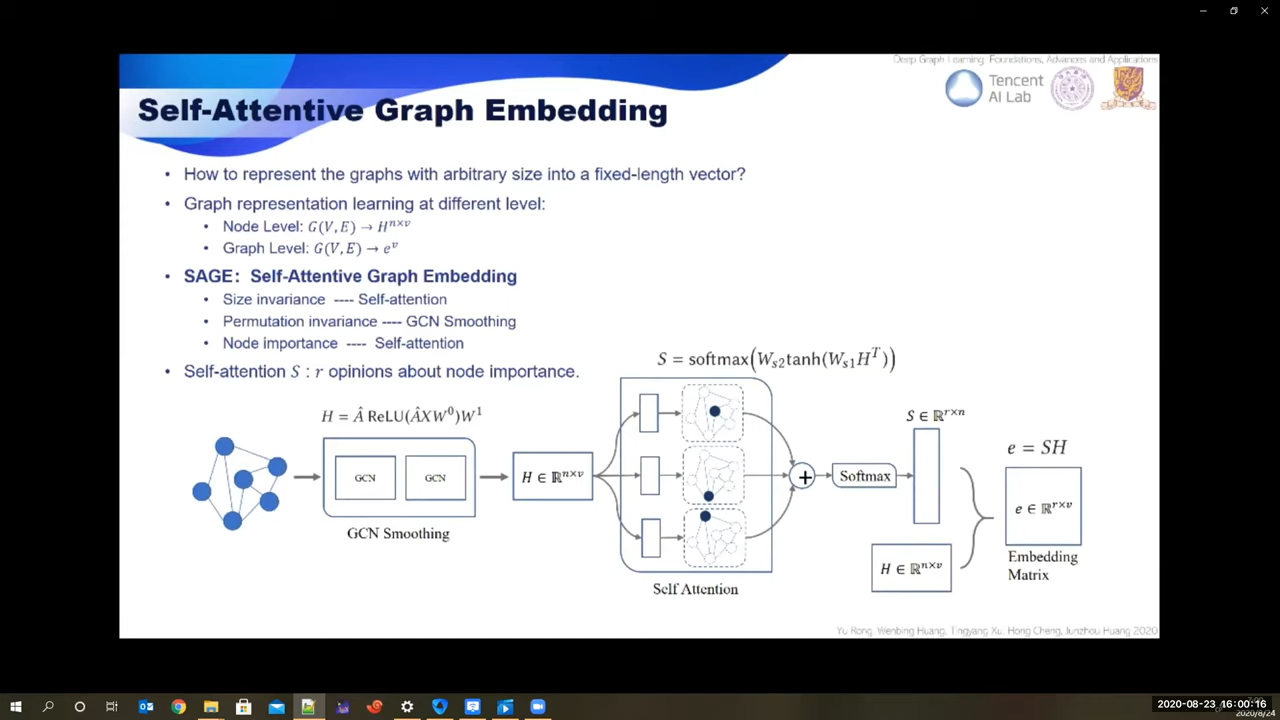 Deep Graph Learning: Foundations, Advances and Applications
Tencent
AI Lab
Self-Attentive Graph Embedding
• How to represent the graphs with arbitrary size into a fixed-length vector?
• Graph representation learning at different level:
• Node Level: G(V, E) → H^{n×v}
• Graph Level: G(V, E) → e^v
• SAGE: Self-Attentive Graph Embedding
• Size invariance ---- Self-attention
• Permutation invariance ---- GCN Smoothing
• Node importance ---- Self-attention
• Self-attention S : r opinions about node importance.
S = softmax(W_{s2}tanh(W_{s1}H^T))
H = Â ReLU(ÂXW^0)W^1
GCN
GCN
GCN Smoothing
H ∈ ℝ^{n×v}
Self Attention
+
Softmax
S ∈ ℝ^{r×n}
H ∈ ℝ^{n×v}
e = SH
e ∈ ℝ^{r×v}
Embedding
Matrix
Yu Rong, Wenbing Huang, Tingyang Xu, Hong Cheng, Junzhou Huang 2020
2020-08-23 16:00:16
2020/8/24